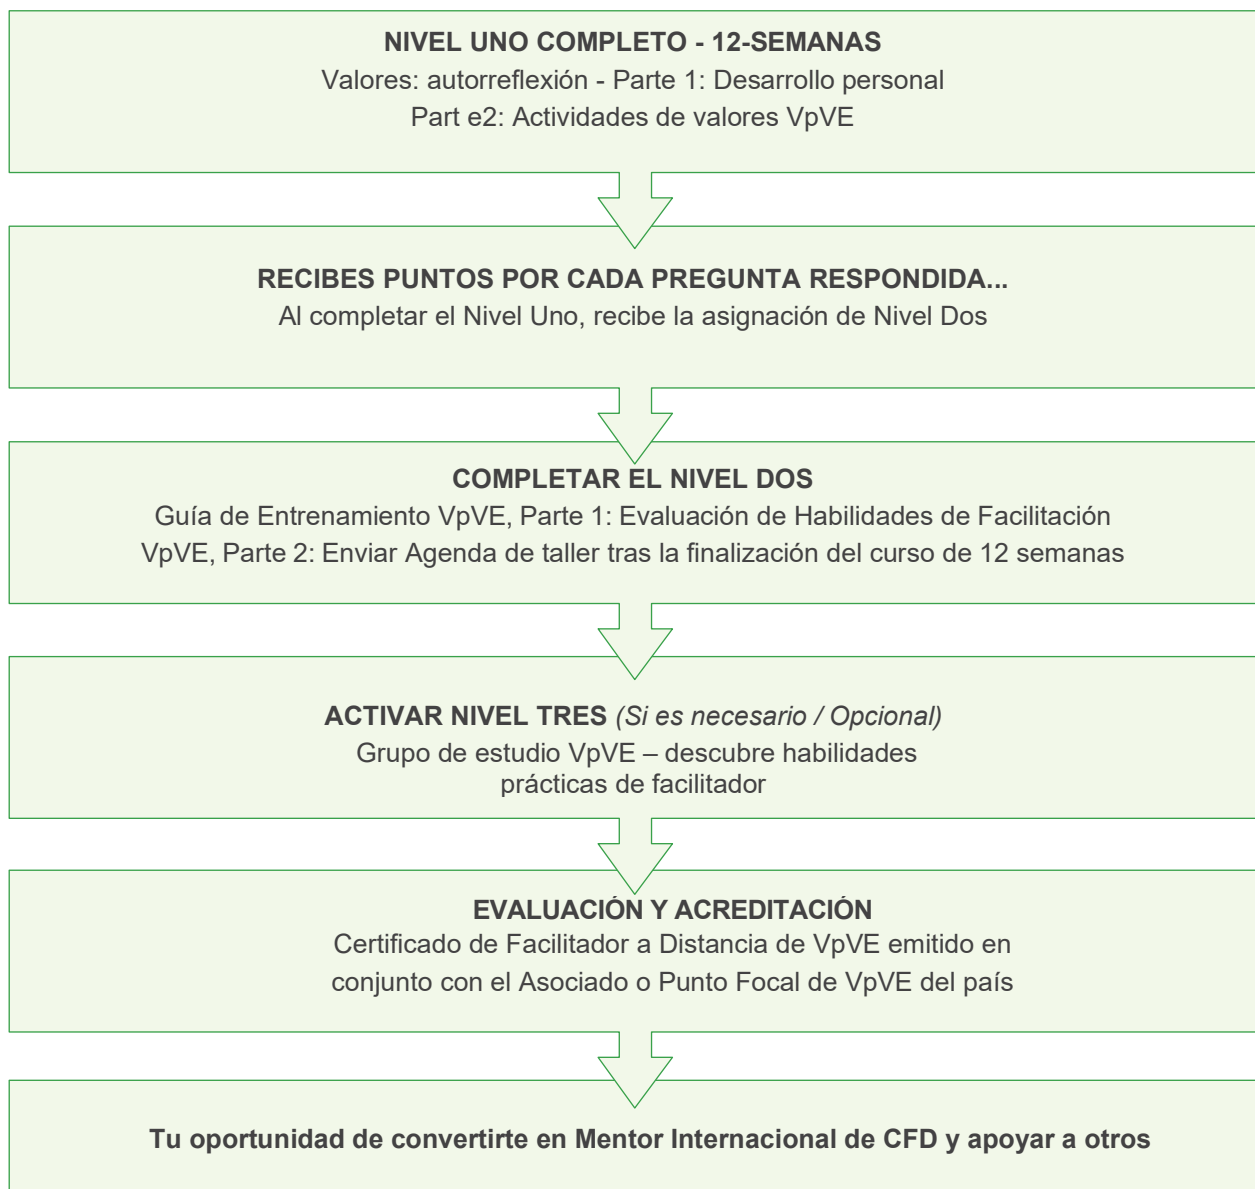 NIVEL UNO COMPLETO - 12-SEMANAS
Valores: autorreflexión - Parte 1: Desarrollo personal
Part e2: Actividades de valores VpVE
RECIBES PUNTOS POR CADA PREGUNTA RESPONDIDA...
Al completar el Nivel Uno, recibe la asignación de Nivel Dos
COMPLETAR EL NIVEL DOS
Guía de Entrenamiento VpVE, Parte 1: Evaluación de Habilidades de Facilitación
VpVE, Parte 2: Enviar Agenda de taller tras la finalización del curso de 12 semanas
ACTIVAR NIVEL TRES (Si es necesario / Opcional)
Grupo de estudio VpVE – descubre habilidades
prácticas de facilitador
EVALUACIÓN Y ACREDITACIÓN
Certificado de Facilitador a Distancia de VpVE emitido en
conjunto con el Asociado o Punto Focal de VpVE del país
Tu oportunidad de convertirte en Mentor Internacional de CFD y apoyar a otros